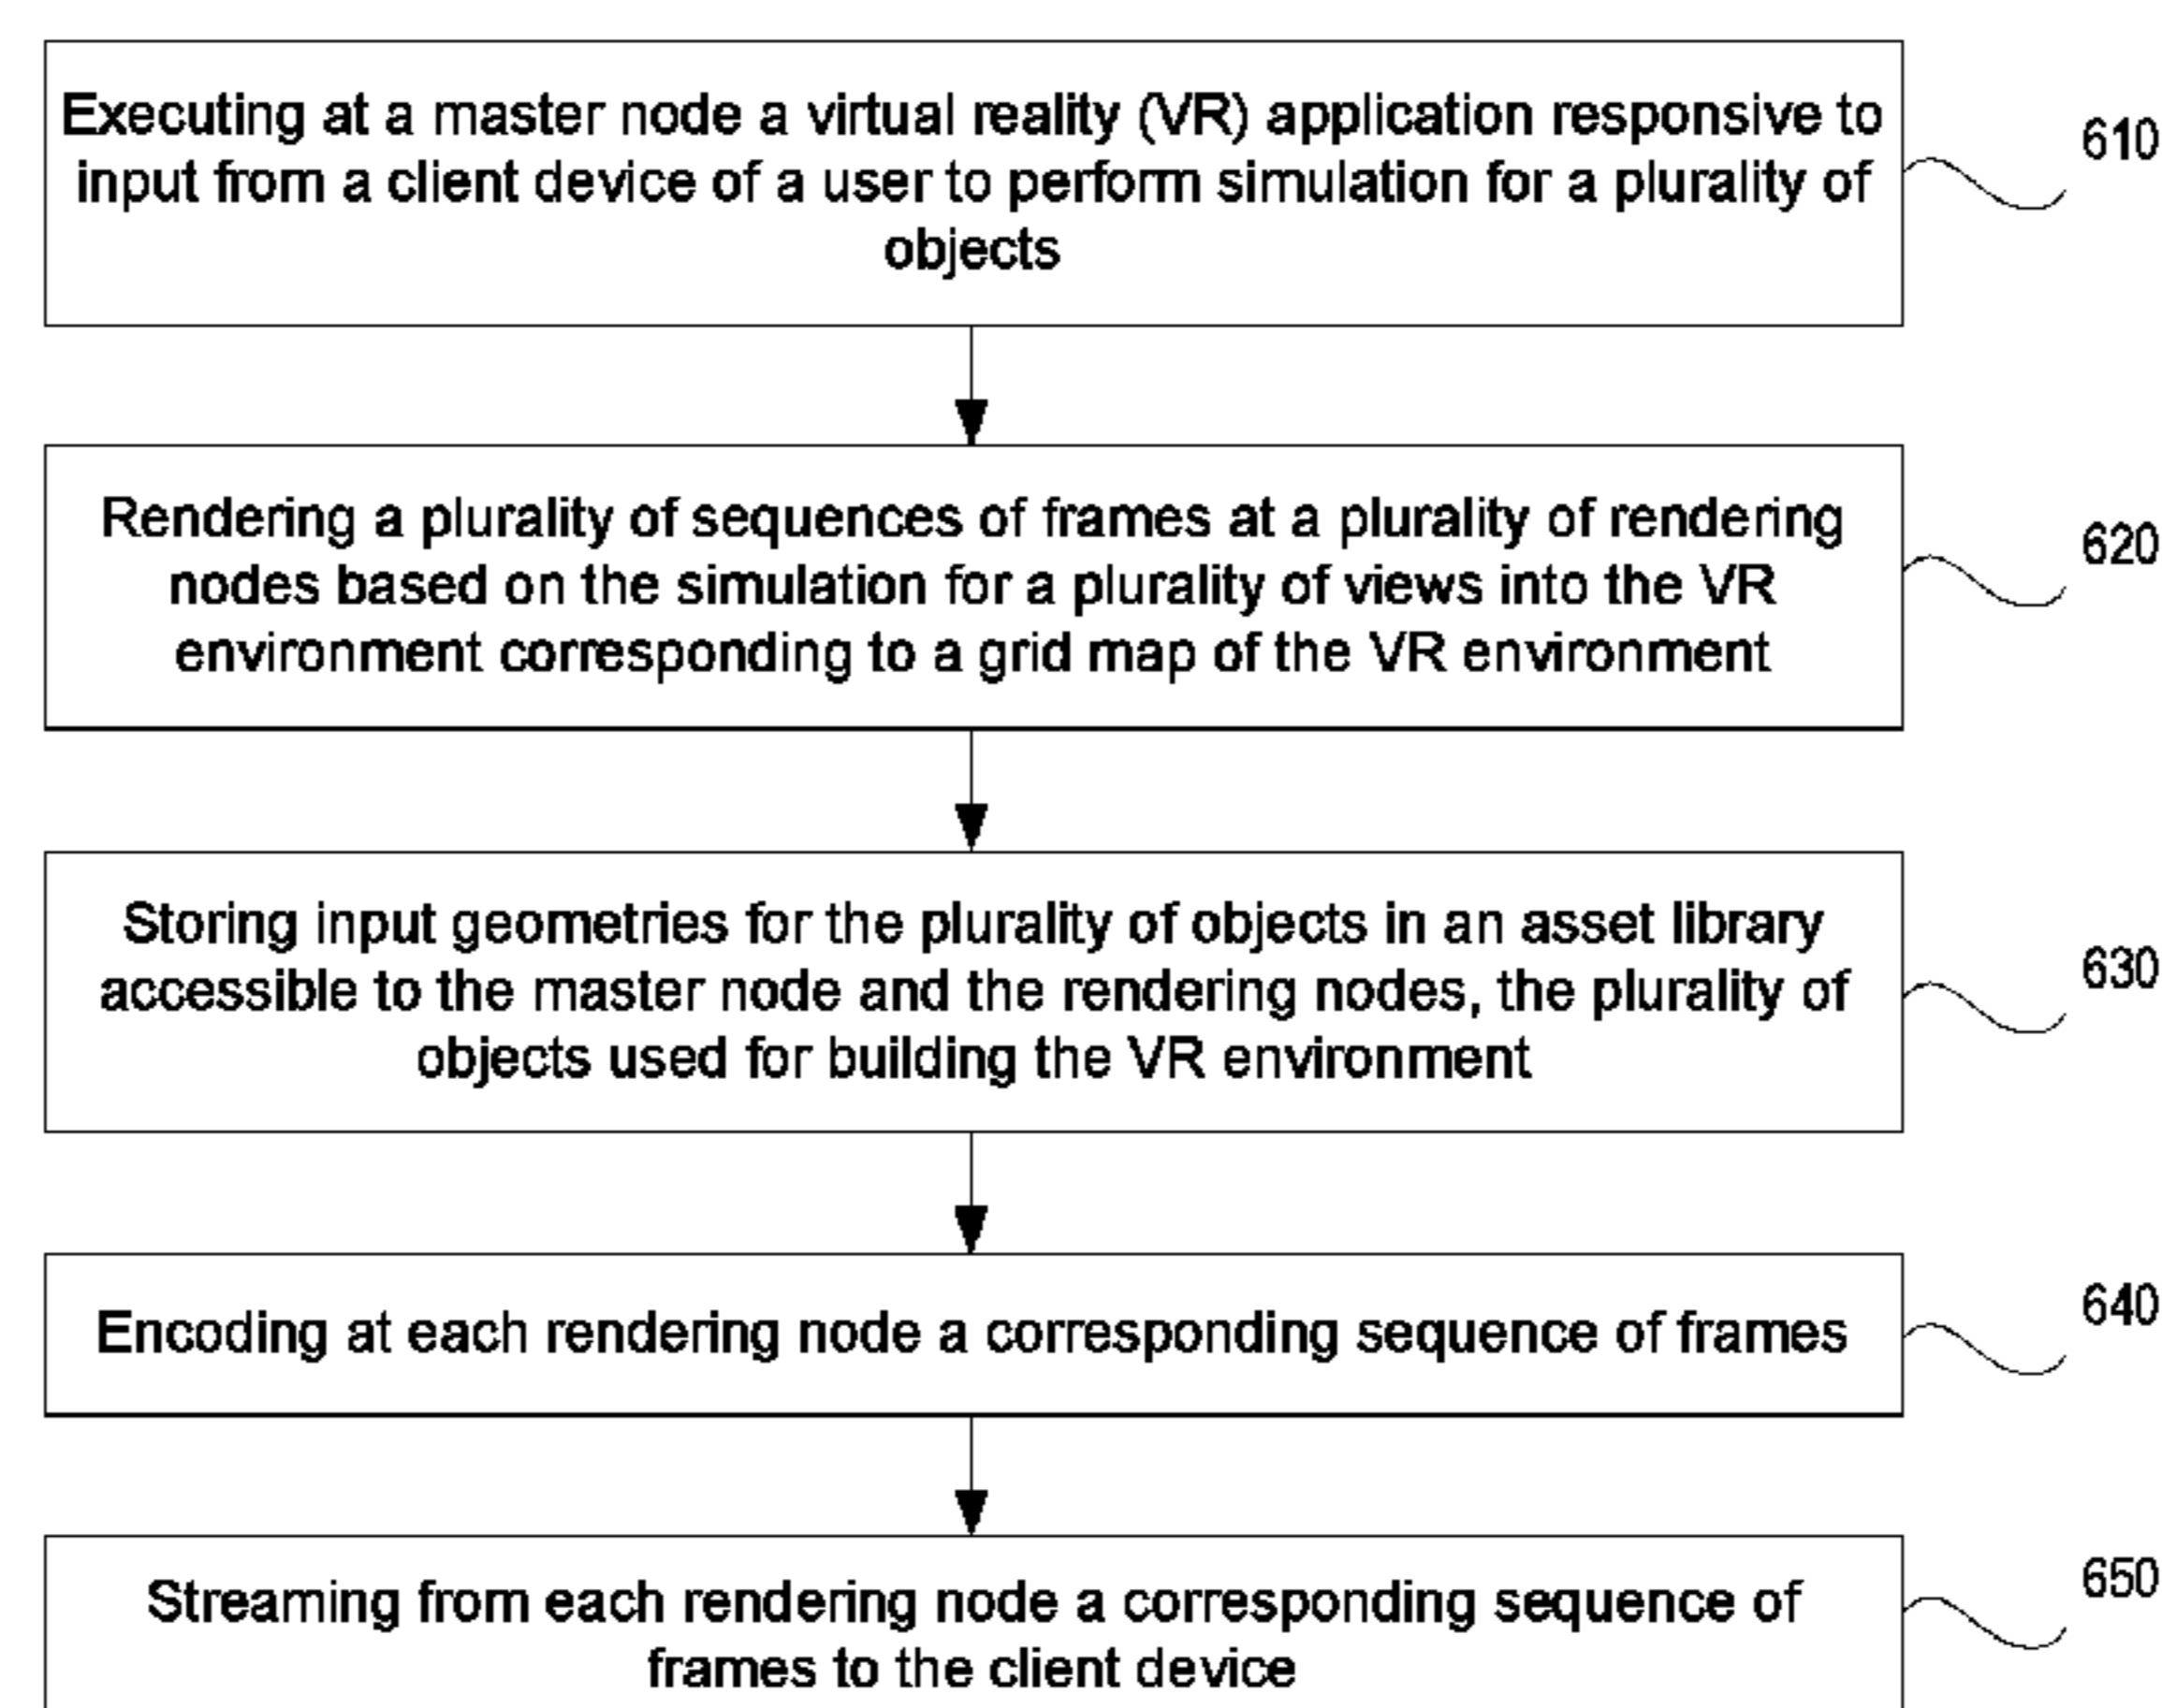 Executing at a master node a virtual reality (VR) application responsive to
input from a client device of a user to perform simulation for a plurality of
objects
610
Rendering a plurality of sequences of frames at a plurality of rendering
nodes based on the simulation for a plurality of views into the VR
environment corresponding to a grid map of the VR environment
620
Storing input geometries for the plurality of objects in an asset library
accessible to the master node and the rendering nodes, the plurality of
objects used for building the VR environment
630
Encoding at each rendering node a corresponding sequence of frames
640
Streaming from each rendering node a corresponding sequence of
frames to the client device
650